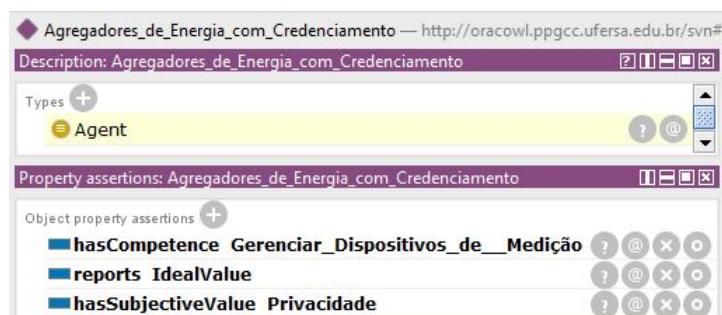 Agregadores_de_Energia_com_Credenciamento — http://oracowl.ppgcc.ufersa.edu.br/svn#
Description: Agregadores_de_Energia_com_Credenciamento
Types
Agent
Property assertions: Agregadores_de_Energia_com_Credenciamento
Object property assertions
hasCompetence Gerenciar_Dispositivos_de__Medição
reports IdealValue
hasSubjectiveValue Privacidade